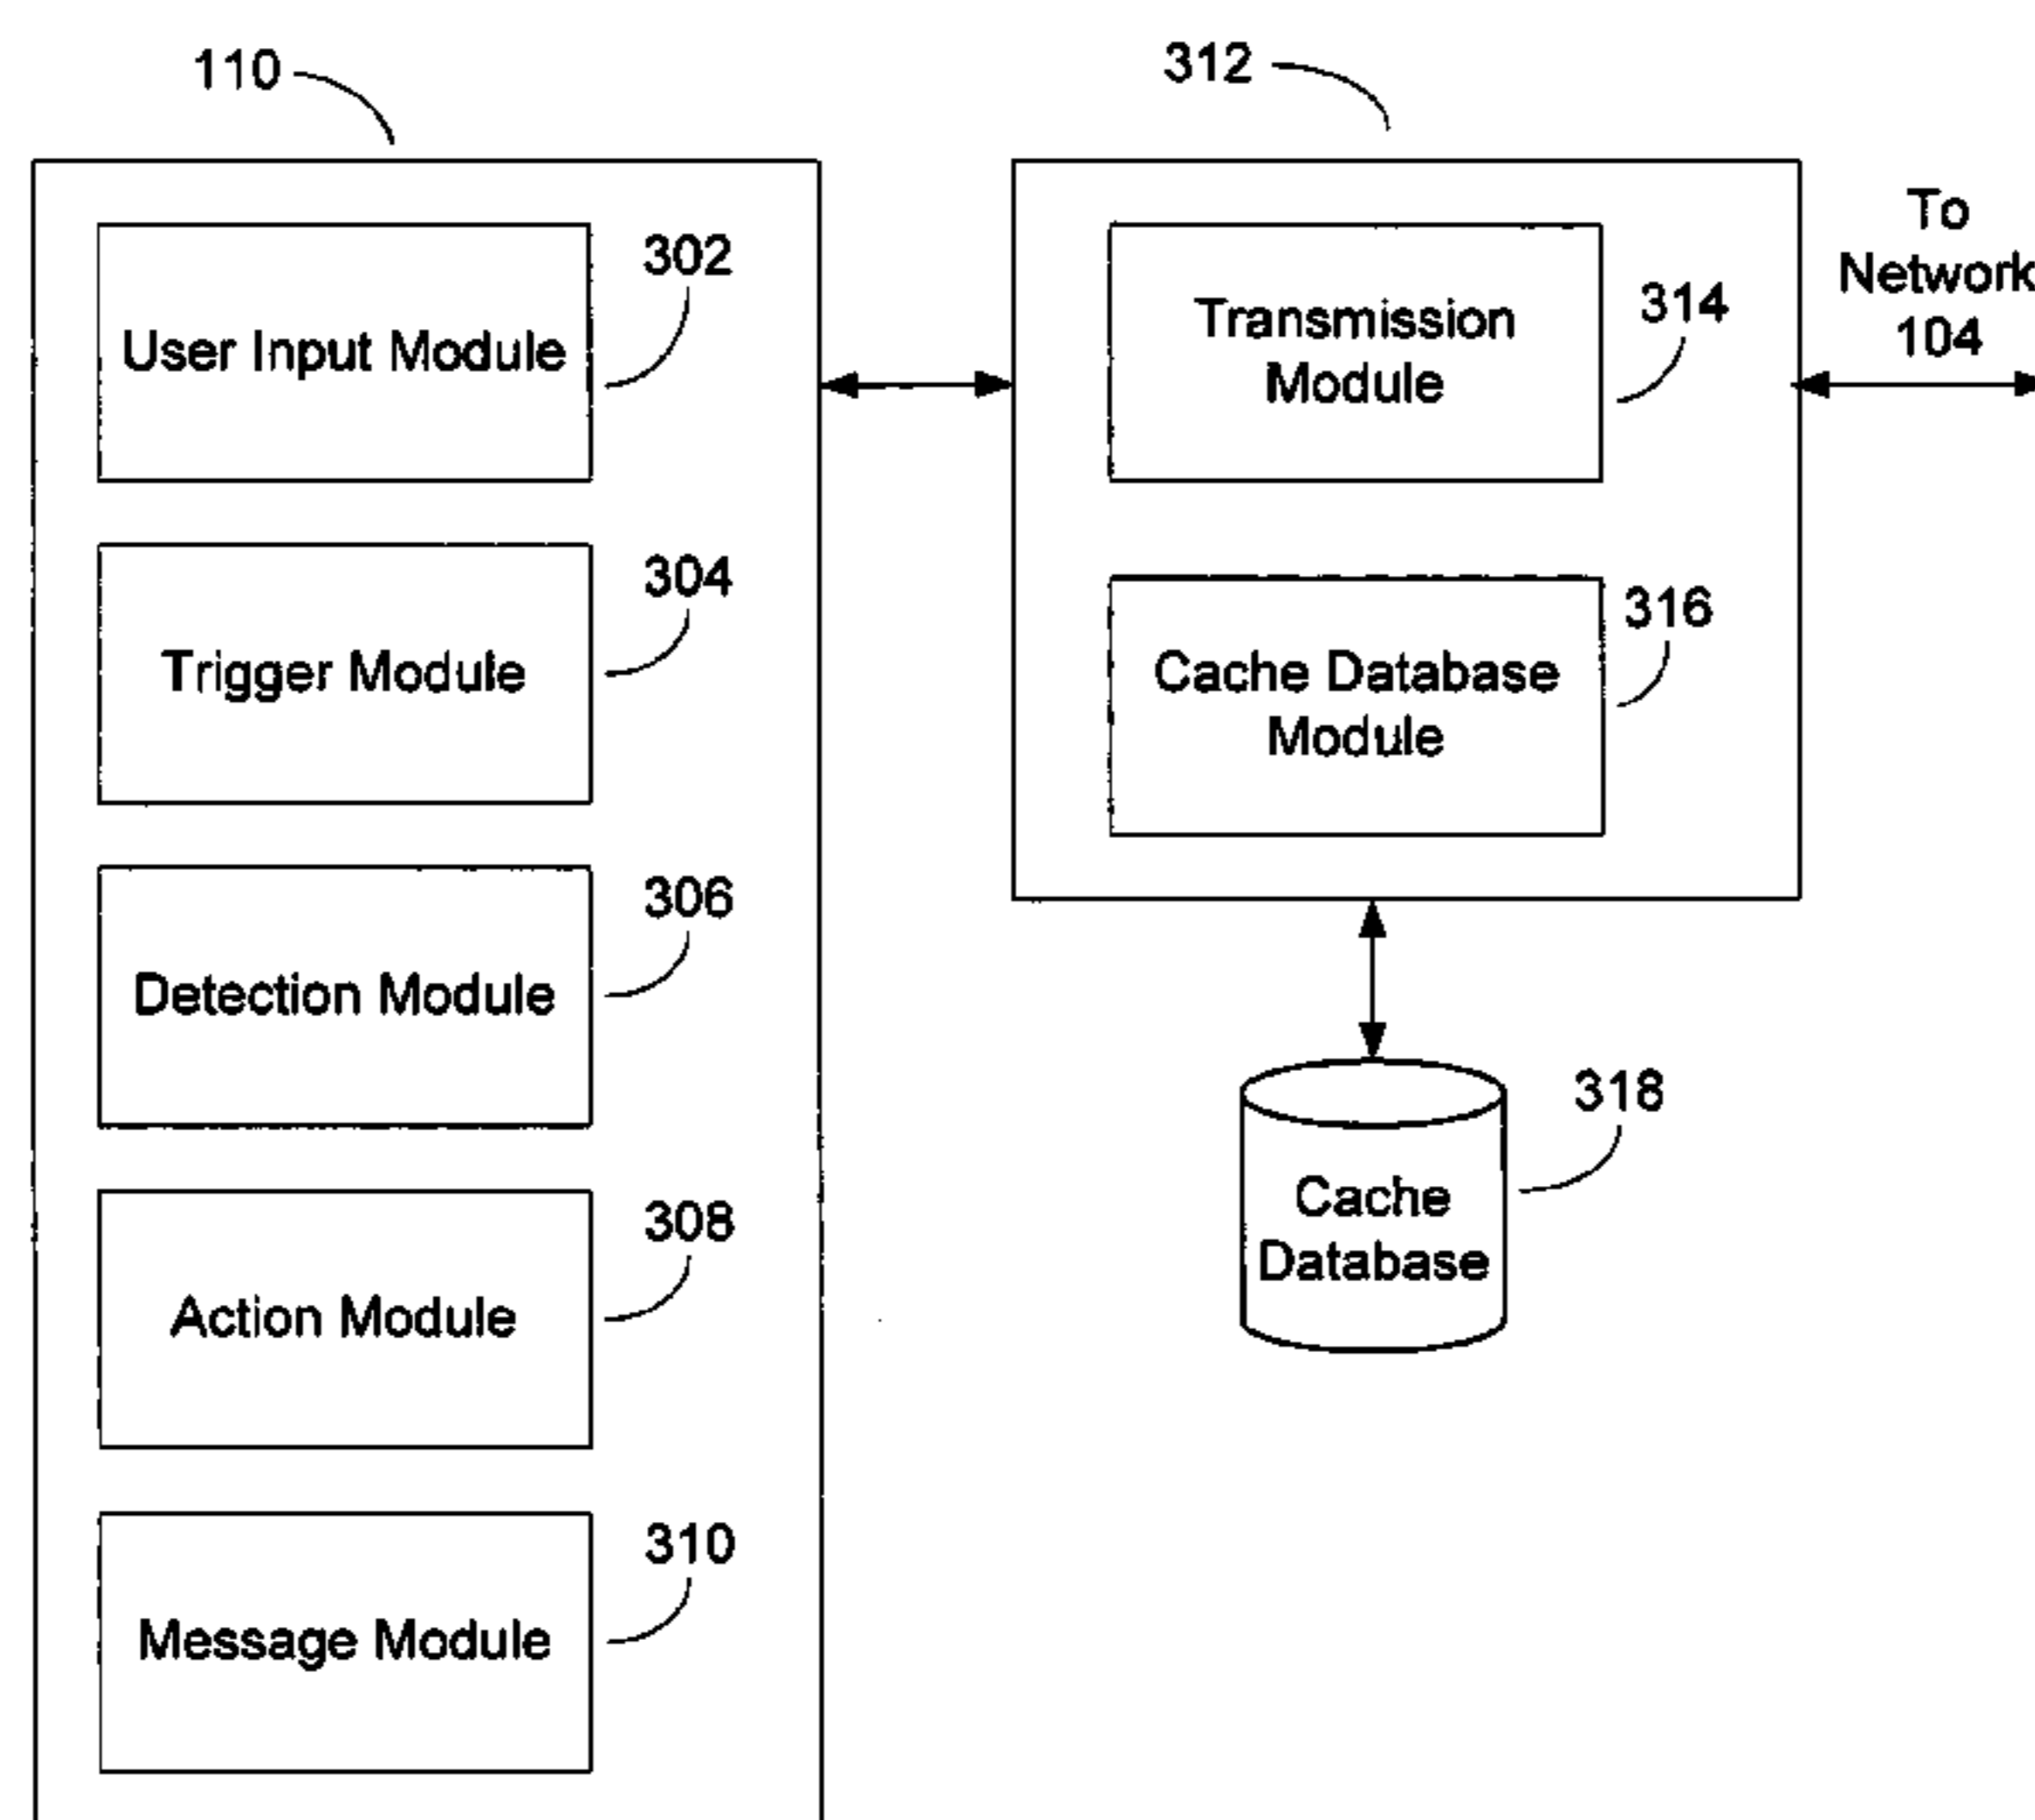 110
312
302
User Input Module
304
Trigger Module
306
Detection Module
308
Action Module
310
Message Module
Transmission
Module
314
316
Cache Database
Module
To
Network
104
318
Cache
Database